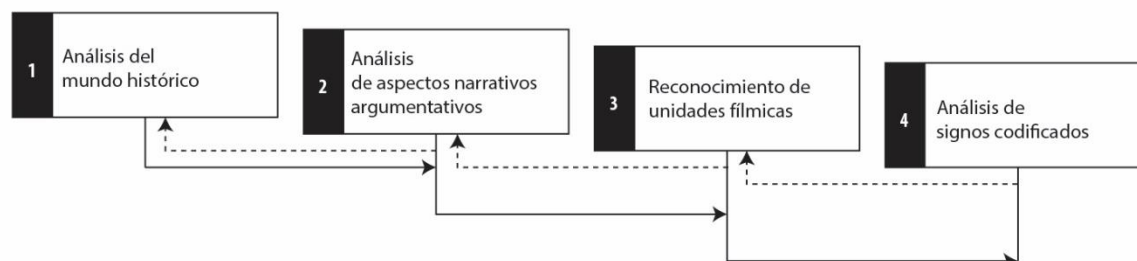 1
Análisis del
mundo histórico
2
Análisis
de aspectos narrativos
argumentativos
3
Reconocimiento de
unidades fílmicas
4
Análisis de
signos codificados